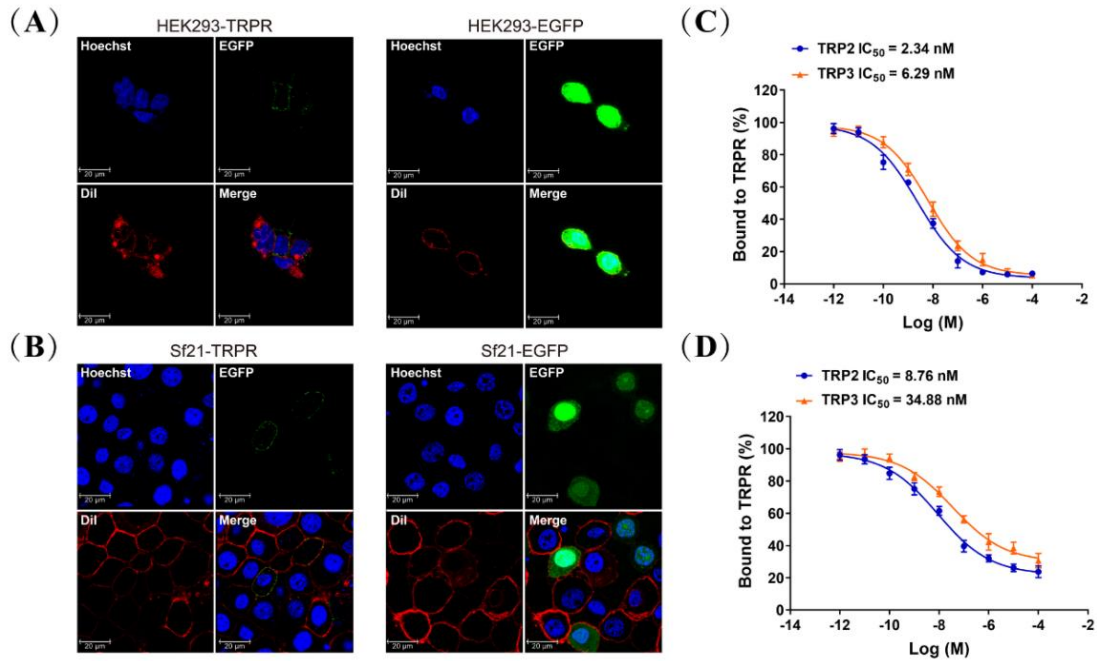 (A)
HEK293-TRPR
Hoechst
EGFP
20 μm
20 μm
DiI
Merge
20 μm
20 μm
HEK293-EGFP
Hoechst
EGFP
20 μm
20 μm
DiI
Merge
20 μm
20 μm
(C)
TRP2 IC50 = 2.34 nM
TRP3 IC50 = 6.29 nM
Bound to TRPR (%)
120
100
80
60
40
20
0
-14
-12
-10
-8
-6
-4
-2
Log (M)
(B)
Sf21-TRPR
Hoechst
EGFP
20 μm
20 μm
DiI
Merge
20 μm
20 μm
Sf21-EGFP
Hoechst
EGFP
20 μm
20 μm
DiI
Merge
20 μm
20 μm
(D)
TRP2 IC50 = 8.76 nM
TRP3 IC50 = 34.88 nM
Bound to TRPR (%)
120
100
80
60
40
20
0
-14
-12
-10
-8
-6
-4
-2
Log (M)